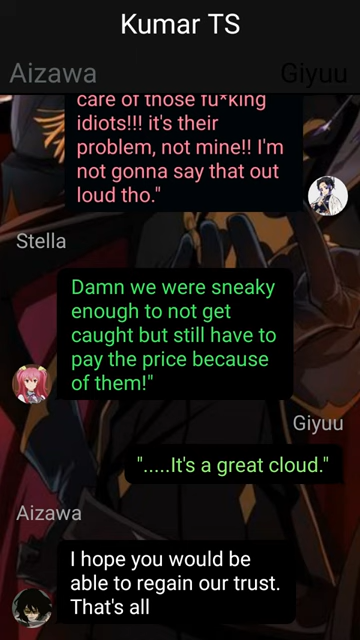 Kumar TS
Aizawa
Giyuu
care of those fu*king
idiots!!! it's their
problem, not mine!! I'm
not gonna say that out
loud tho."
Stella
Damn we were sneaky
enough to not get
caught but still have to
pay the price because
of them!"
Giyuu
".....It's a great cloud."
Aizawa
I hope you would be
able to regain our trust.
That's all